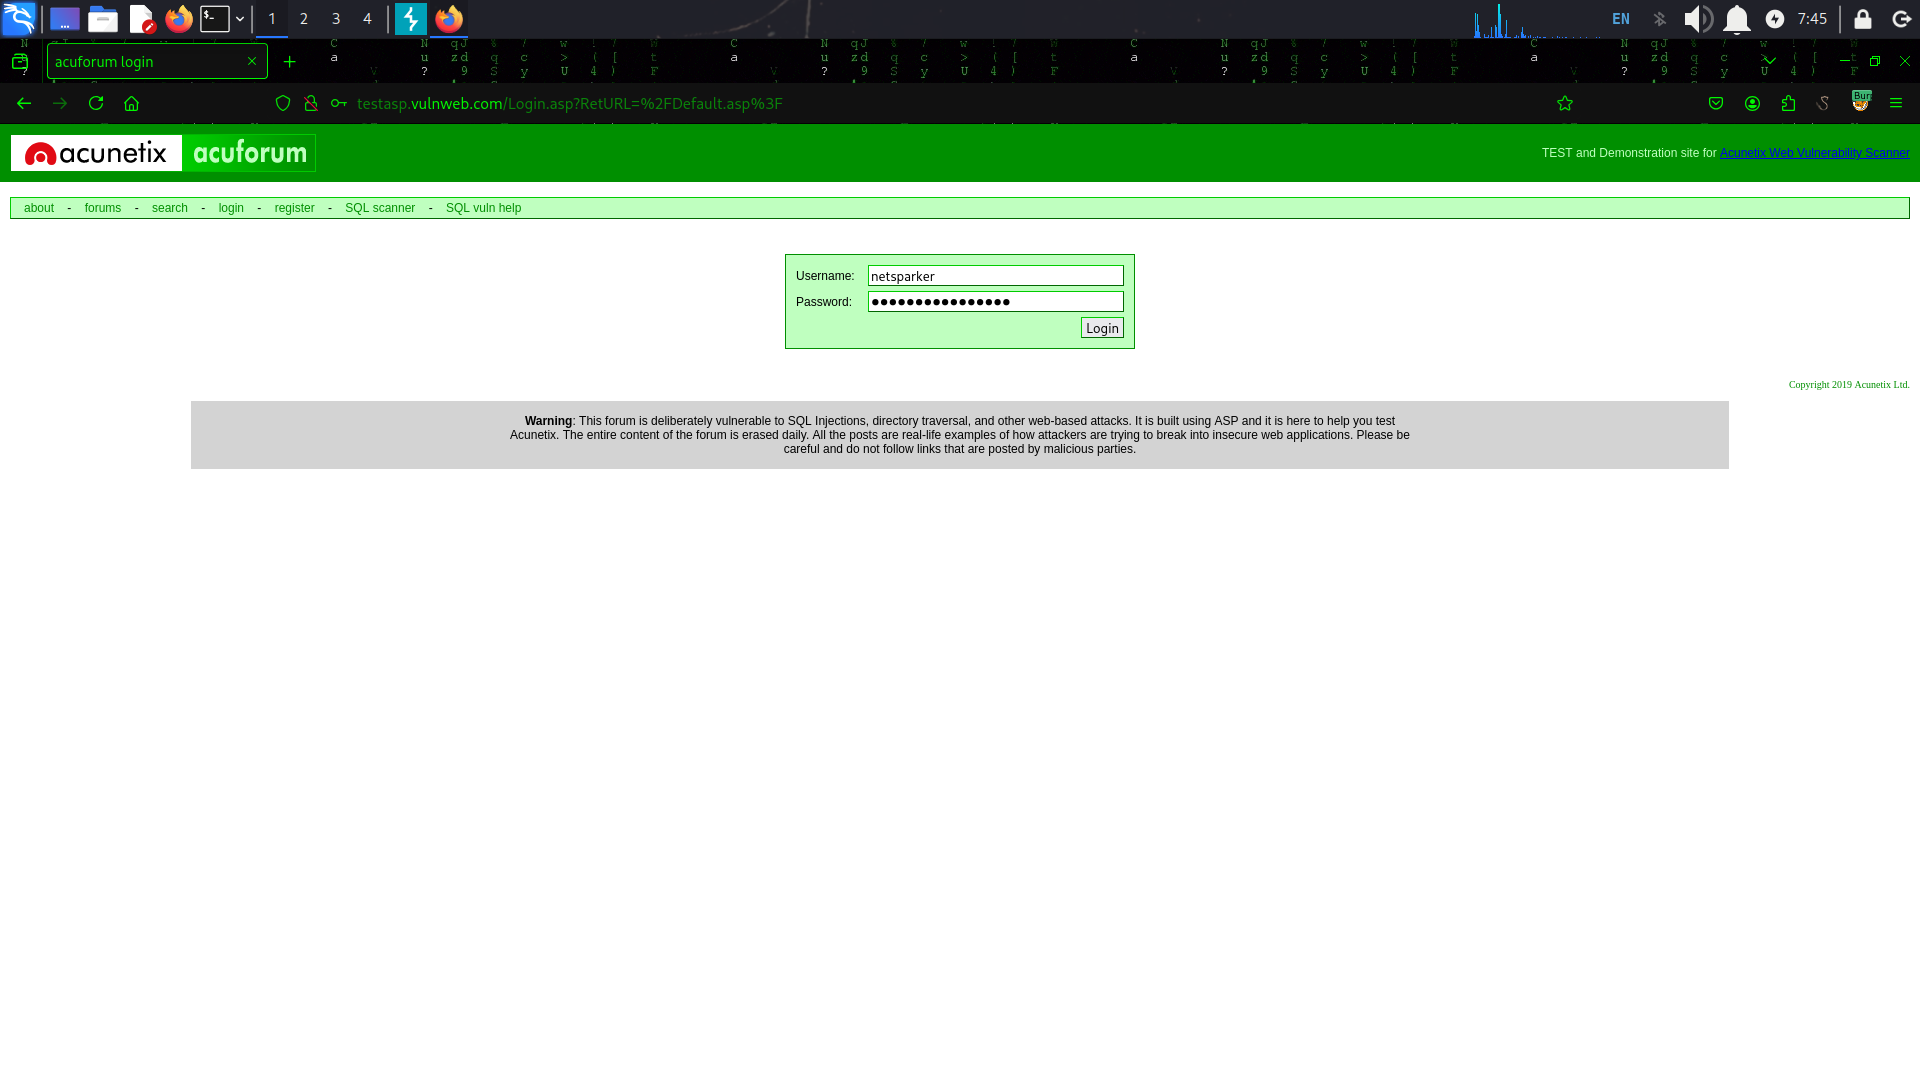 1 2 3 4 EN 7:45
acuforum login
testasp.vulnweb.com/Login.asp?RetURL=%2FDefault.asp%3F
acunetix acuforum
TEST and Demonstration site for Acunetix Web Vulnerability Scanner
about - forums - search - login - register - SQL scanner - SQL vuln help
Username: netsparker
Password: ●●●●●●●●●●●●●●●●
Login
Copyright 2019 Acunetix Ltd.
Warning: This forum is deliberately vulnerable to SQL Injections, directory traversal, and other web-based attacks. It is built using ASP and it is here to help you test
Acunetix. The entire content of the forum is erased daily. All the posts are real-life examples of how attackers are trying to break into insecure web applications. Please be
careful and do not follow links that are posted by malicious parties.